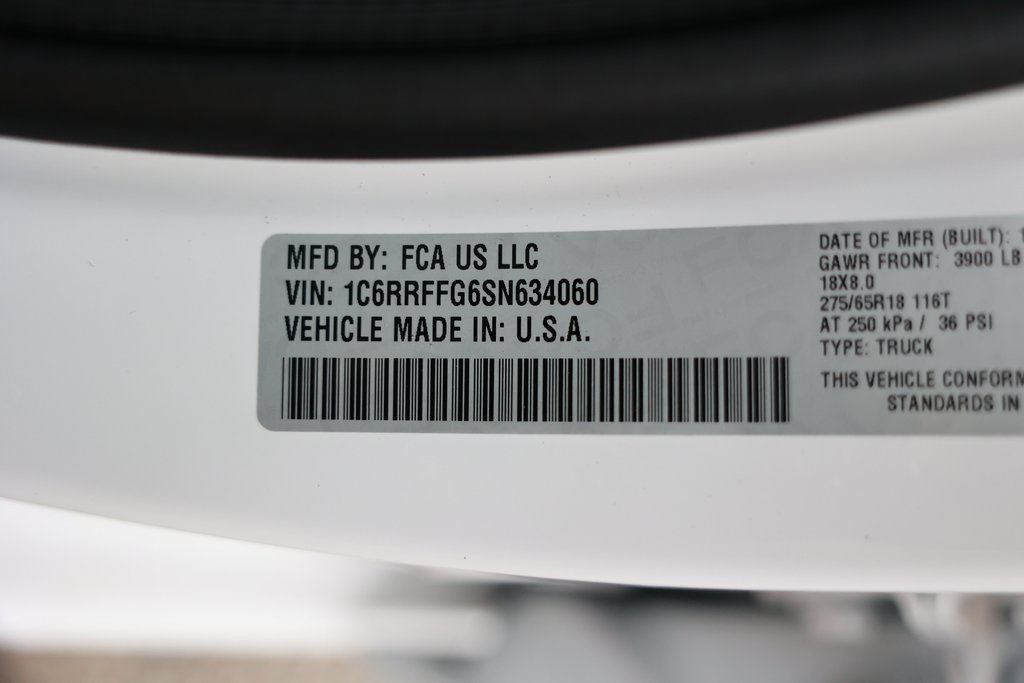 MFD BY: FCA US LLC
VIN: 1C6RRFFG6SN634060
VEHICLE MADE IN: U.S.A.
DATE OF MFR (BUILT): 1
GAWR FRONT: 3900 LB
18X8.0
275/65R18 116T
AT 250 kPa / 36 PSI
TYPE: TRUCK
THIS VEHICLE CONFORM
STANDARDS IN